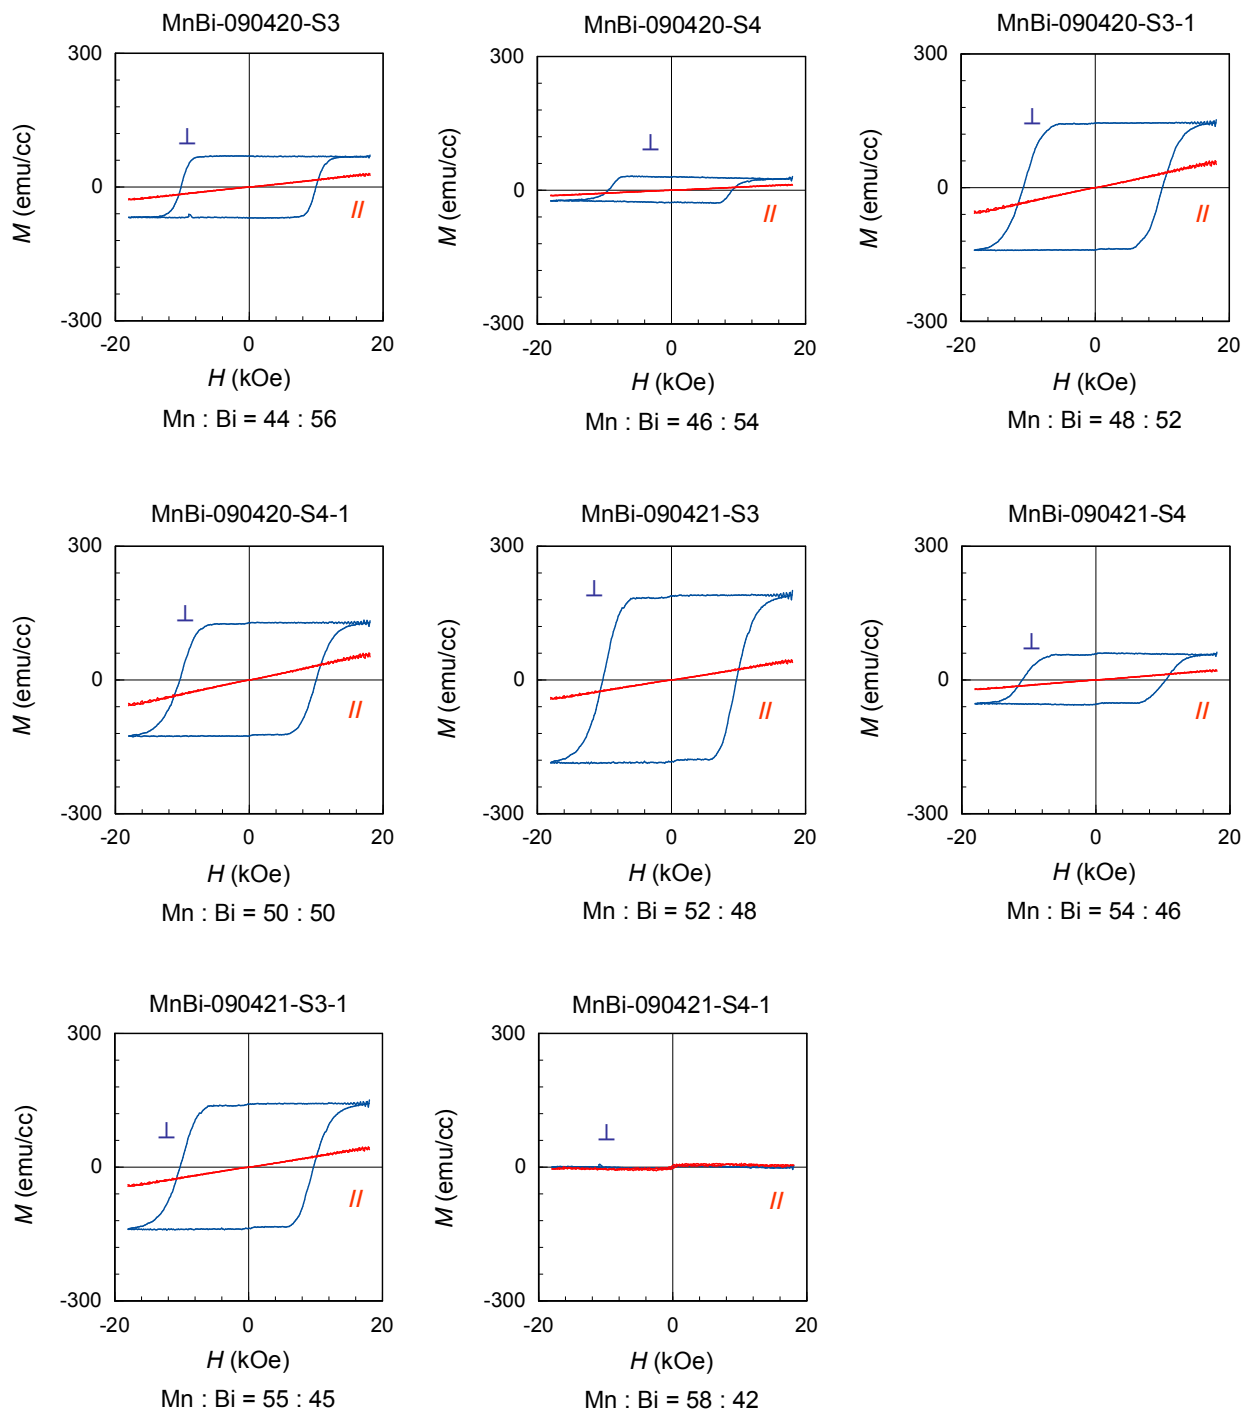 MnBi-090420-S3
300
⊥
M (emu/cc)
0
//
-300
-20
0
20
H (kOe)
Mn : Bi = 44 : 56
MnBi-090420-S4
300
⊥
M (emu/cc)
0
//
-300
-20
0
20
H (kOe)
Mn : Bi = 46 : 54
MnBi-090420-S3-1
300
⊥
M (emu/cc)
0
//
-300
-20
0
20
H (kOe)
Mn : Bi = 48 : 52
MnBi-090420-S4-1
300
⊥
M (emu/cc)
0
//
-300
-20
0
20
H (kOe)
Mn : Bi = 50 : 50
MnBi-090421-S3
300
⊥
M (emu/cc)
0
//
-300
-20
0
20
H (kOe)
Mn : Bi = 52 : 48
MnBi-090421-S4
300
⊥
M (emu/cc)
0
//
-300
-20
0
20
H (kOe)
Mn : Bi = 54 : 46
MnBi-090421-S3-1
300
⊥
M (emu/cc)
0
//
-300
-20
0
20
H (kOe)
Mn : Bi = 55 : 45
MnBi-090421-S4-1
300
⊥
M (emu/cc)
0
//
-300
-20
0
20
H (kOe)
Mn : Bi = 58 : 42